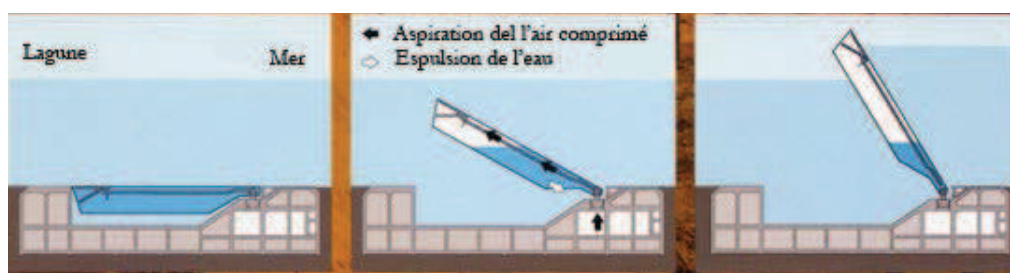 Lagune
Mer
Aspiration del l'air comprimé
Espulsion de l'eau